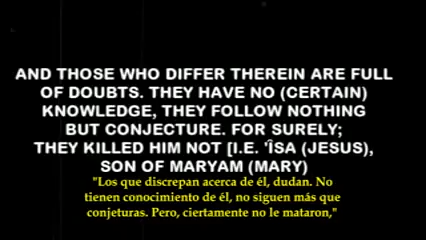 AND THOSE WHO DIFFER THEREIN ARE FULL
OF DOUBTS. THEY HAVE NO (CERTAIN)
KNOWLEDGE, THEY FOLLOW NOTHING
BUT CONJECTURE. FOR SURELY;
THEY KILLED HIM NOT [I.E. 'ÎSA (JESUS),
SON OF MARYAM (MARY)
"Los que discrepan acerca de él, dudan. No
tienen conocimiento de él, no siguen más que
conjeturas. Pero, ciertamente no le mataron,"